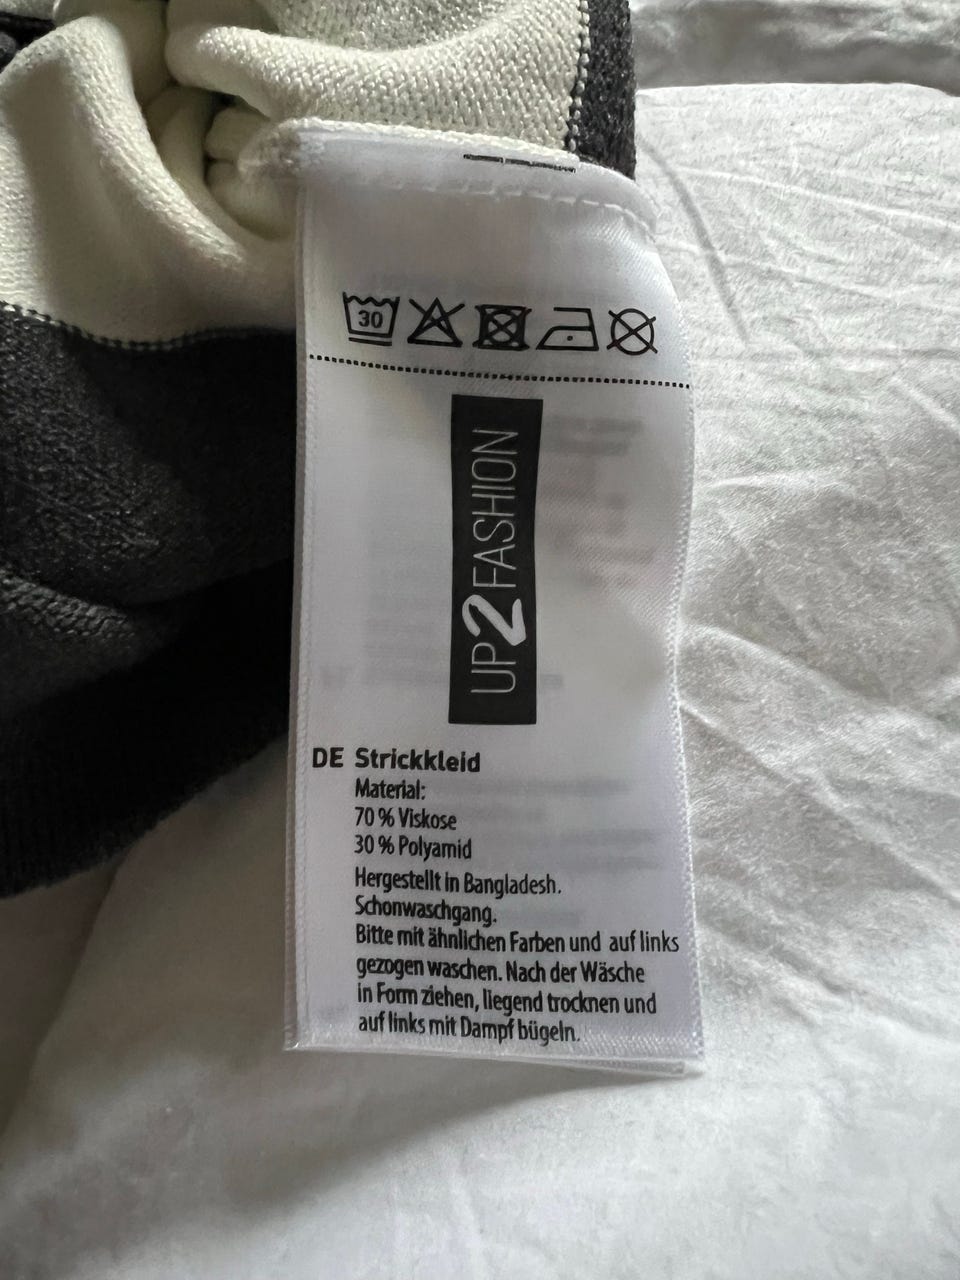 30
UP2FASHION
DE Strickkleid
Material:
70 % Viskose
30 % Polyamid
Hergestellt in Bangladesh.
Schonwaschgang.
Bitte mit ähnlichen Farben und auf links
gezogen waschen. Nach der Wäsche
in Form ziehen, liegend trocknen und
auf links mit Dampf bügeln.